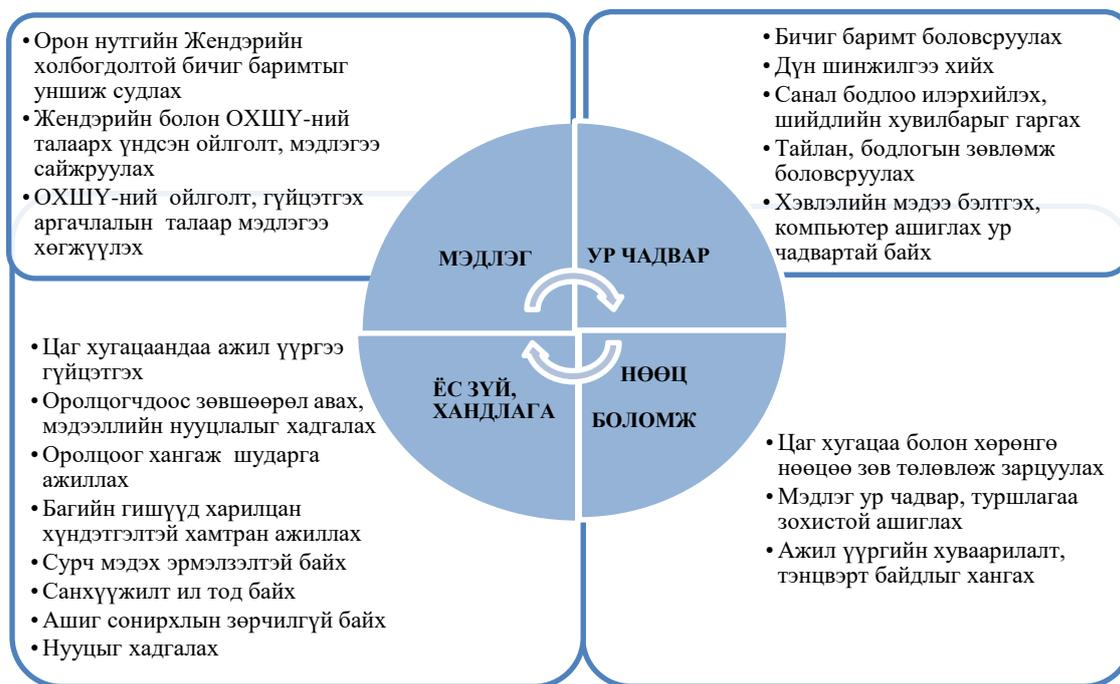 • Орон нутгийн Жендэрийн
холбогдолтой бичиг баримтыг
уншиж судлах
• Жендэрийн болон ОХШҮ-ний
талаарх үндсэн ойлголт, мэдлэгээ
сайжруулах
• ОХШҮ-ний ойлголт, гүйцэтгэх
аргачлалын талаар мэдлэгээ
хөгжүүлэх
• Бичиг баримт боловсруулах
• Дүн шинжилгээ хийх
• Санал бодлоо илэрхийлэх,
шийдлийн хувилбарыг гаргах
• Тайлан, бодлогын зөвлөмж
боловсруулах
• Хэвлэлийн мэдээ бэлтгэх,
компьютер ашиглах ур
чадвартай байх
МЭДЛЭГ
УР ЧАДВАР
ЁС ЗҮЙ,
ХАНДЛАГА
НӨӨЦ
БОЛОМЖ
• Цаг хугацаандаа ажил үүргээ
гүйцэтгэх
• Оролцогчдоос зөвшөөрөл авах,
мэдээллийн нууцлалыг хадгалах
• Оролцоог хангаж шударга
ажиллах
• Багийн гишүүд харилцан
хүндэтгэлтэй хамтран ажиллах
• Сурч мэдэх эрмэлзэлтэй байх
• Санхүүжилт ил тод байх
• Ашиг сонирхлын зөрчилгүй байх
• Нууцыг хадгалах
• Цаг хугацаа болон хөрөнгө
нөөцөө зөв төлөвлөж зарцуулах
• Мэдлэг ур чадвар, туршлагаа
зохистой ашиглах
• Ажил үүргийн хуваарилалт,
тэнцвэрт байдлыг хангах